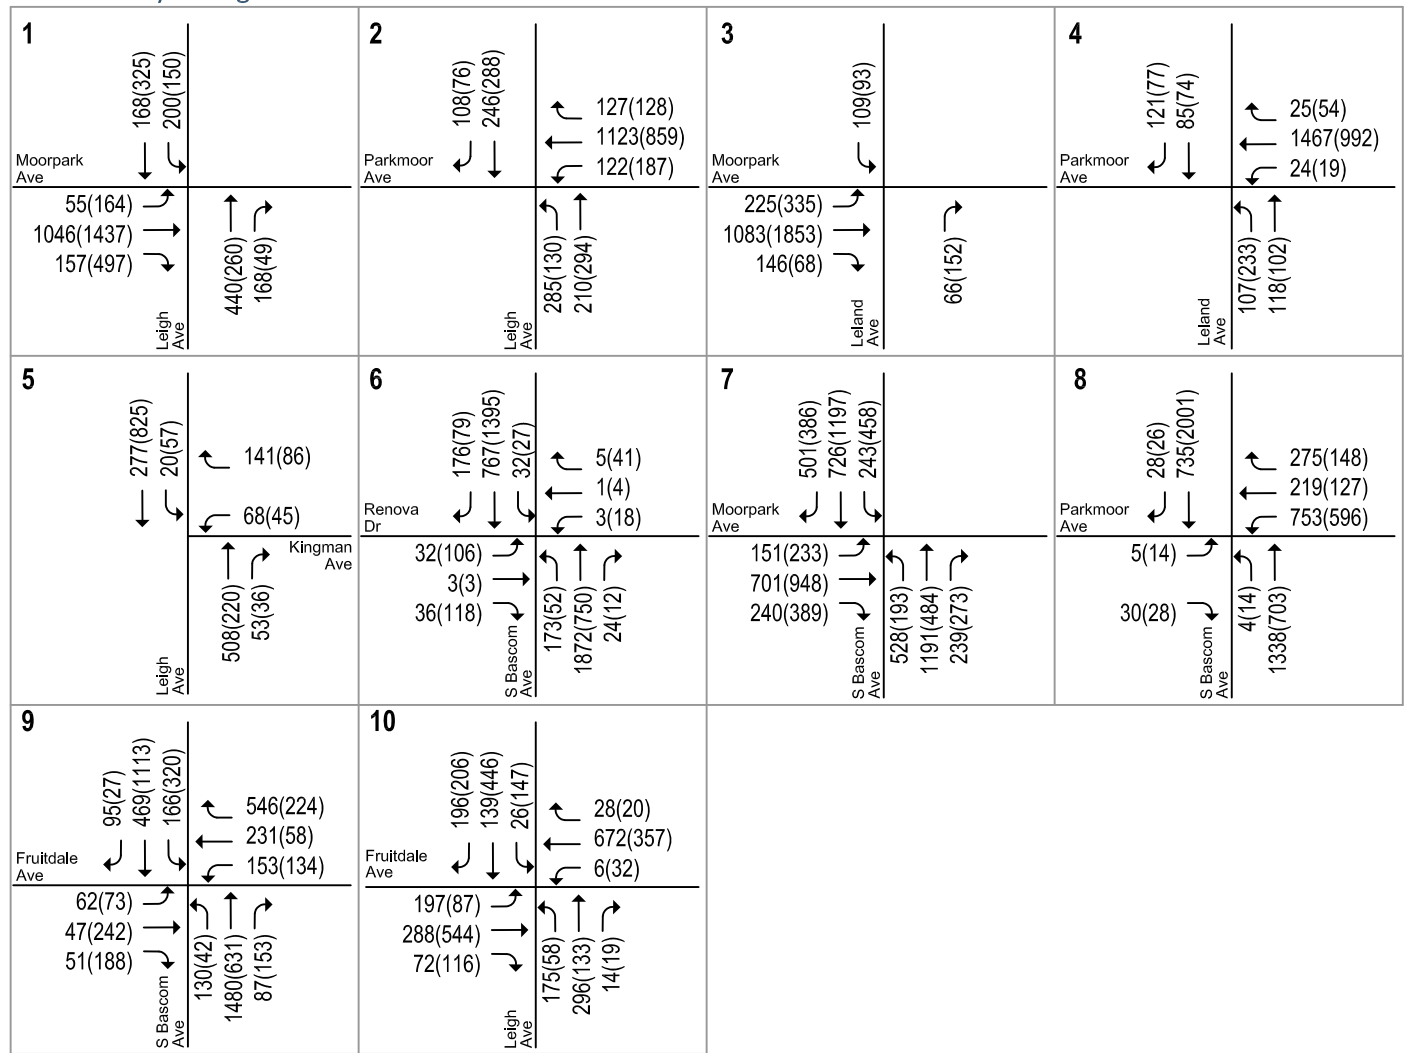 1
168(325)
200(150)
Moorpark
Ave
55(164)
1046(1437)
157(497)
440(260)
168(49)
Leigh
Ave
2
108(76)
246(288)
127(128)
1123(859)
122(187)
Parkmoor
Ave
285(130)
210(294)
Leigh
Ave
3
109(93)
Moorpark
Ave
225(335)
1083(1853)
146(68)
66(152)
Leland
Ave
4
121(77)
85(74)
25(54)
1467(992)
24(19)
Parkmoor
Ave
107(233)
118(102)
Leland
Ave
5
277(825)
20(57)
141(86)
68(45)
Kingman
Ave
508(220)
53(36)
Leigh
Ave
6
176(79)
767(1395)
32(27)
5(41)
1(4)
3(18)
Renova
Dr
32(106)
3(3)
36(118)
173(52)
1872(750)
24(12)
S Bascom
Ave
7
501(386)
726(1197)
243(458)
Moorpark
Ave
151(233)
701(948)
240(389)
528(193)
1191(484)
239(273)
S Bascom
Ave
8
28(26)
735(2001)
275(148)
219(127)
753(596)
Parkmoor
Ave
5(14)
30(28)
4(14)
1338(703)
S Bascom
Ave
9
95(27)
469(1113)
166(320)
546(224)
231(58)
153(134)
Fruitdale
Ave
62(73)
47(242)
51(188)
130(42)
1480(631)
87(153)
S Bascom
Ave
10
196(206)
139(446)
26(147)
28(20)
672(357)
6(32)
Fruitdale
Ave
197(87)
288(544)
72(116)
175(58)
296(133)
14(19)
Leigh
Ave